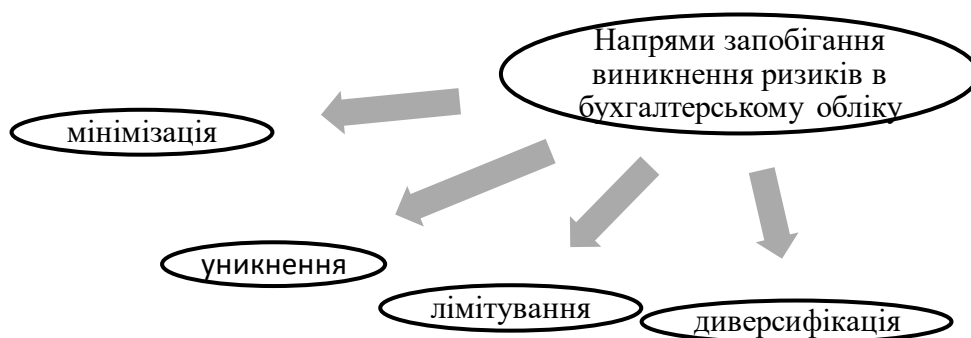 Напрями запобігання
виникнення ризиків в
бухгалтерському обліку
мінімізація
уникнення
лімітування
диверсифікація